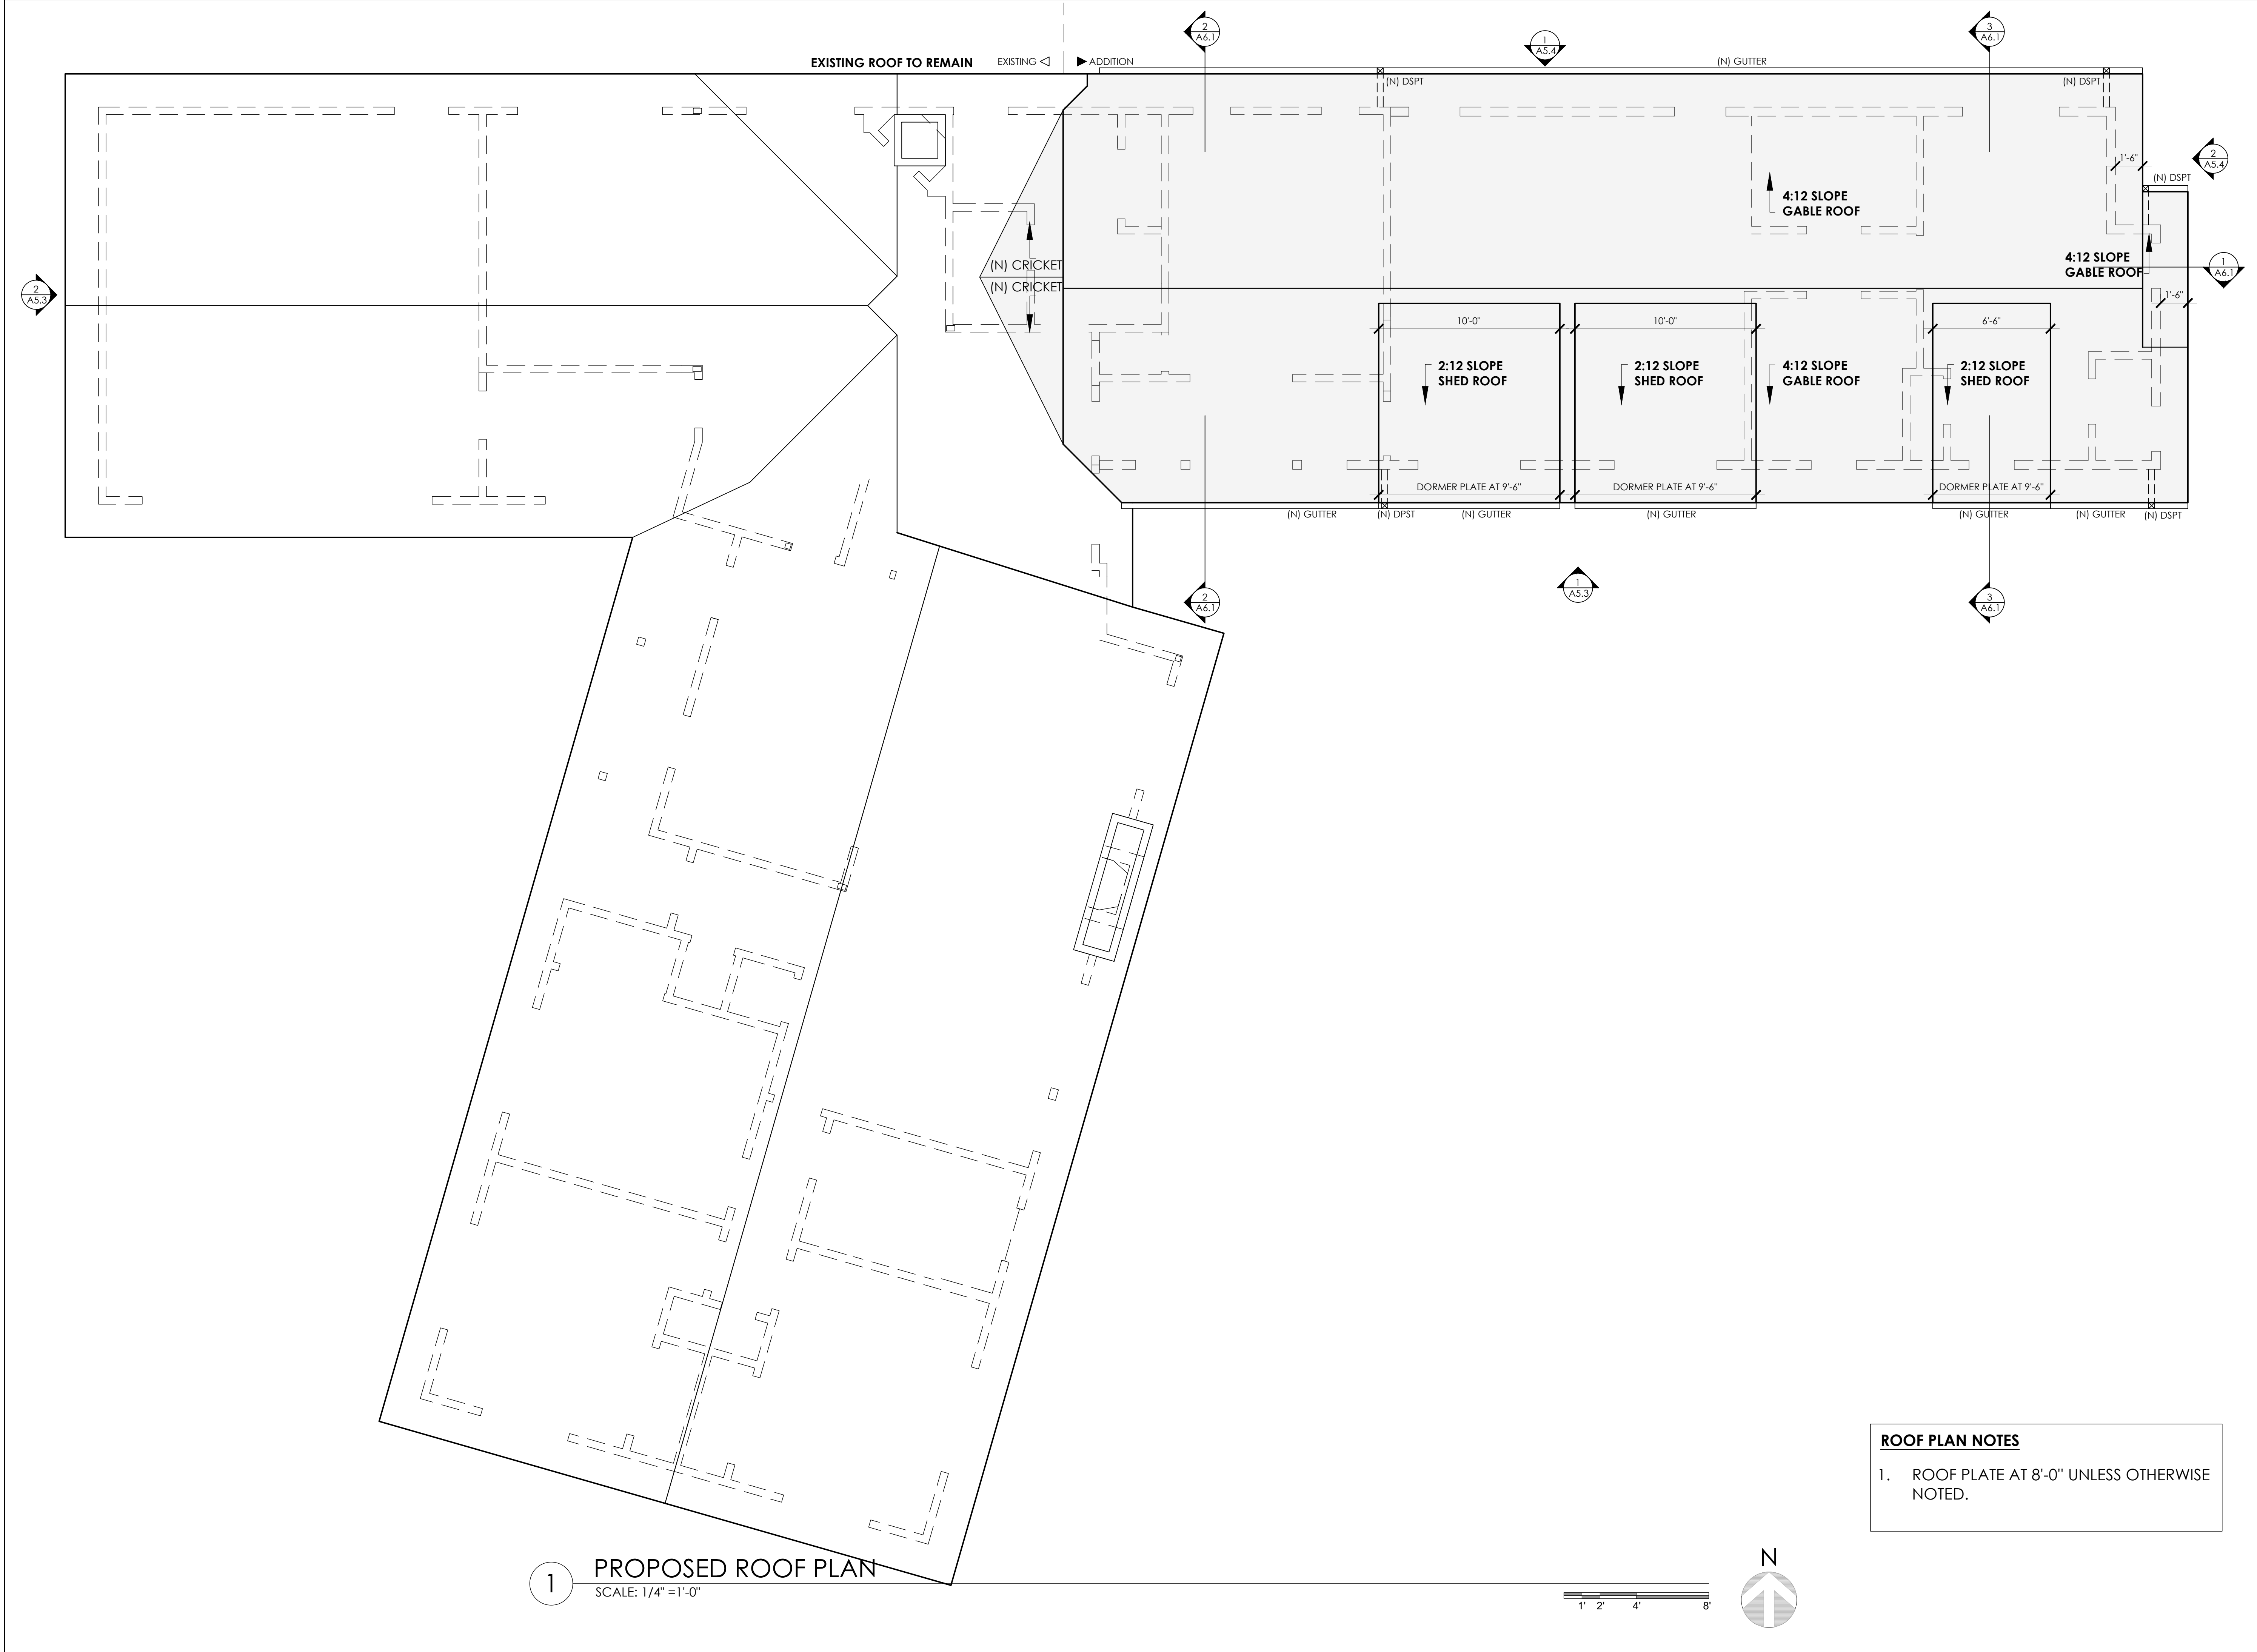 2
A6.1
1
A5.4
3
A6.1
EXISTING ROOF TO REMAIN
EXISTING
ADDITION
(N) GUTTER
(N) DSPT
(N) DSPT
1'-6"
2
A5.4
(N) DSPT
4:12 SLOPE
GABLE ROOF
4:12 SLOPE
GABLE ROOF
(N) CRICKET
(N) CRICKET
1
A6.1
2
A5.3
1'-6"
10'-0"
10'-0"
6'-6"
2:12 SLOPE
SHED ROOF
2:12 SLOPE
SHED ROOF
4:12 SLOPE
GABLE ROOF
2:12 SLOPE
SHED ROOF
DORMER PLATE AT 9'-6"
DORMER PLATE AT 9'-6"
DORMER PLATE AT 9'-6"
(N) GUTTER
(N) DPST
(N) GUTTER
(N) GUTTER
(N) GUTTER
(N) GUTTER
(N) DSPT
2
A6.1
1
A5.3
3
A6.1
ROOF PLAN NOTES
1. ROOF PLATE AT 8'-0" UNLESS OTHERWISE
NOTED.
1
PROPOSED ROOF PLAN
SCALE: 1/4" =1'-0"
1' 2' 4' 8'
N